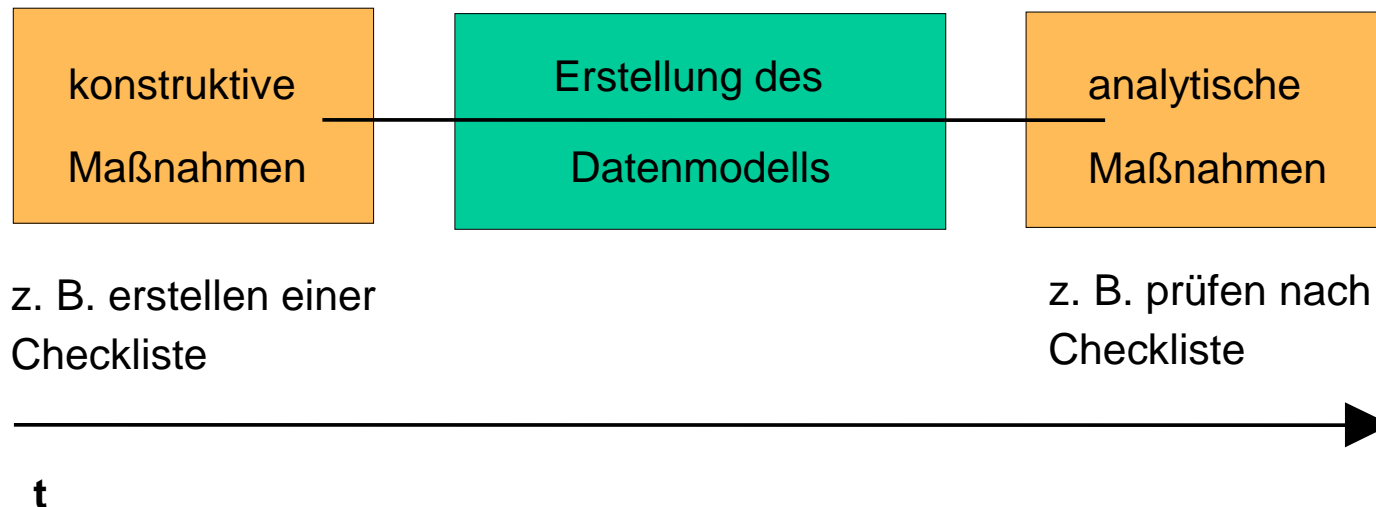 konstruktive
Maßnahmen
Erstellung des
Datenmodells
analytische
Maßnahmen
z. B. erstellen einer
Checkliste
z. B. prüfen nach
Checkliste
t